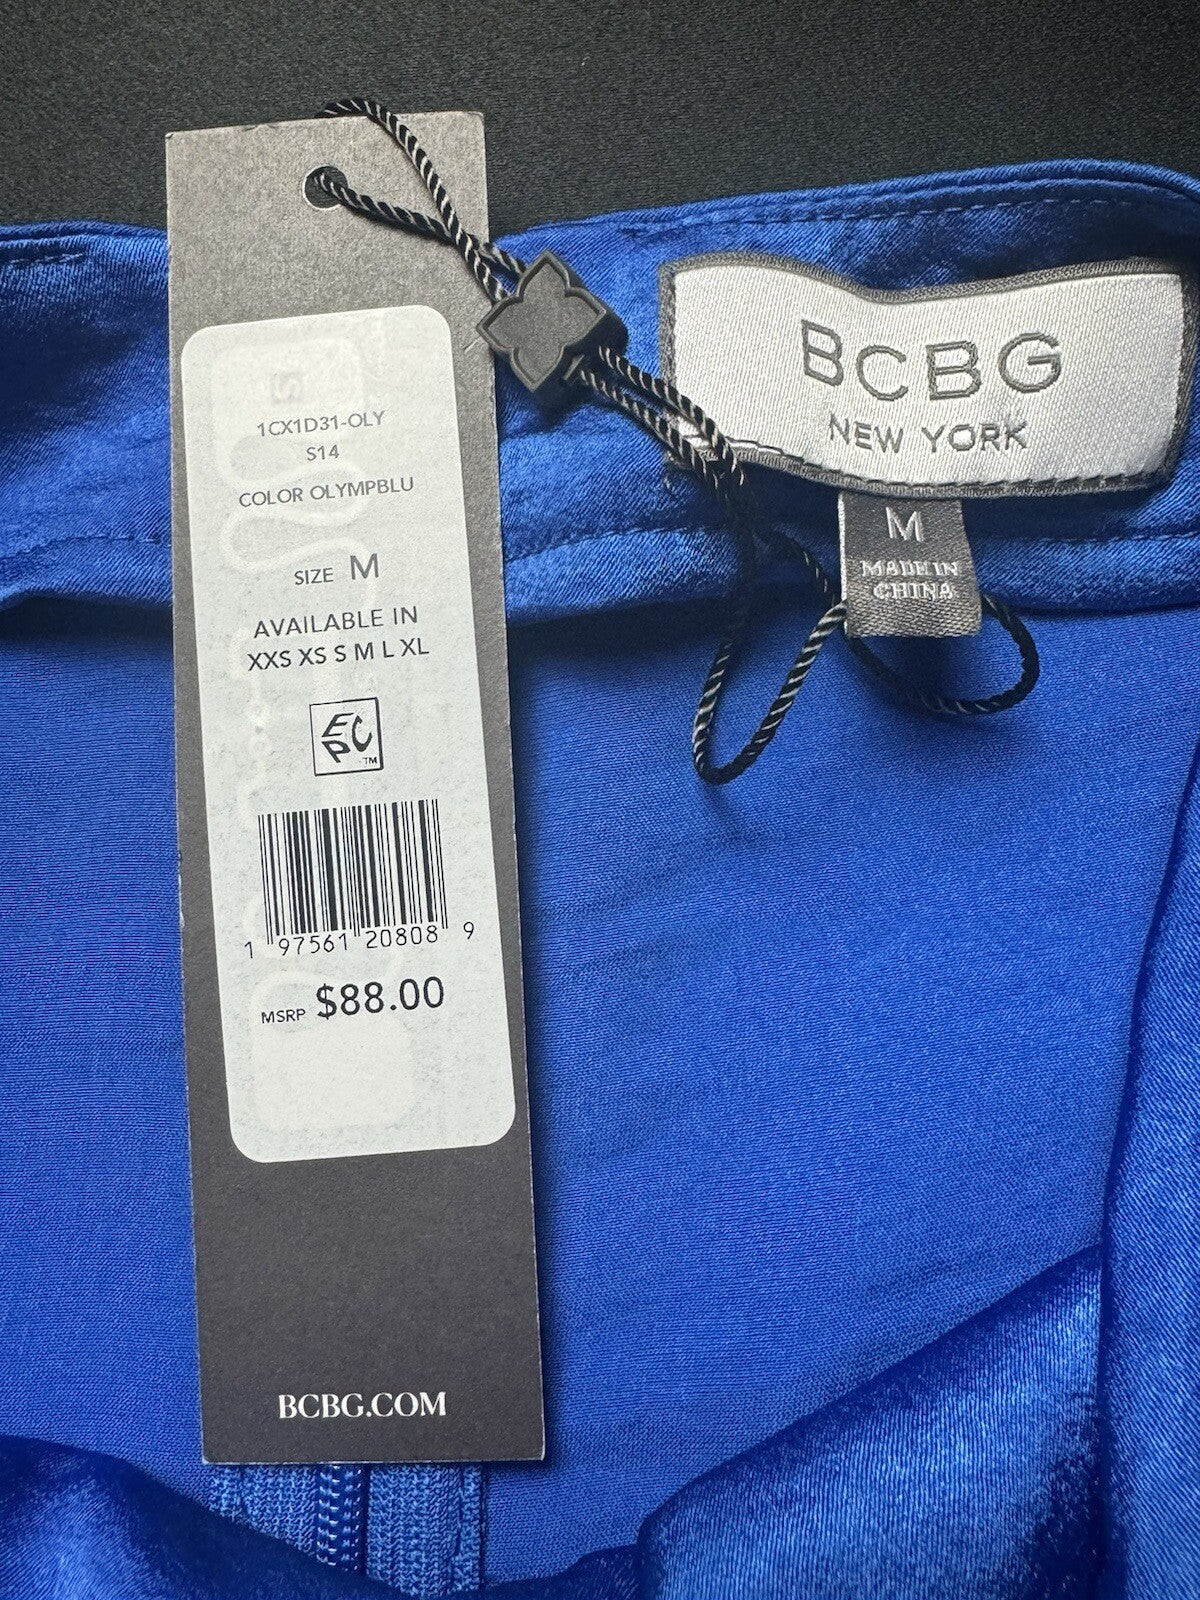 1CX1D31-OLY
S14
COLOR OLYMPBLU
SIZE M
AVAILABLE IN
XXS XS S M L XL
EPC™
1 97561 20808 9
MSRP $88.00
BCBG.COM
BCBG
NEW YORK
M
MADE IN
CHINA